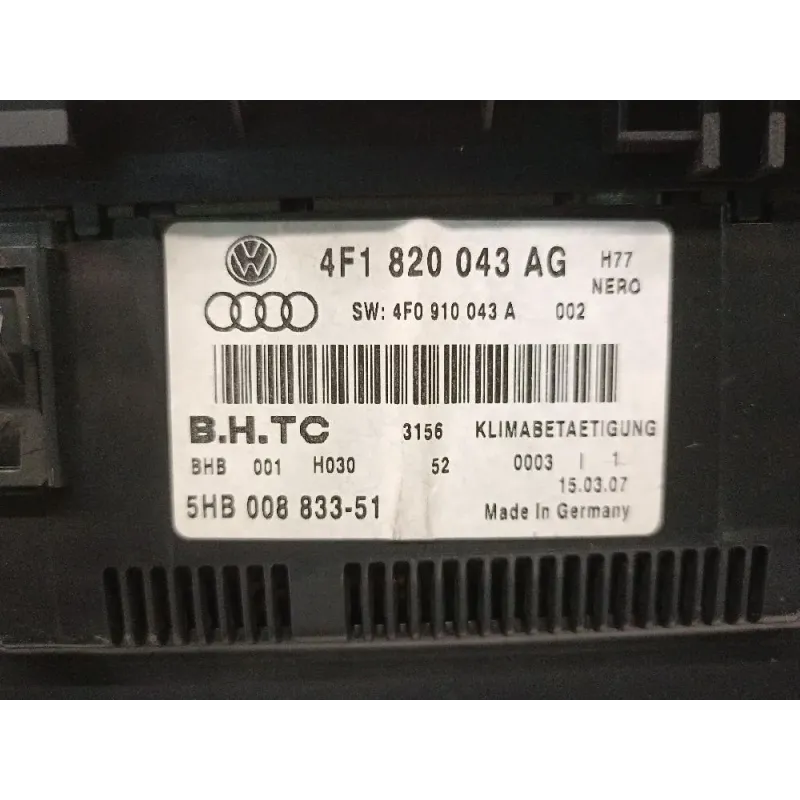 4F1 820 043 AG H77
NERO
SW: 4F0 910 043 A 002
B.H.TC 3156 KLIMABETAETIGUNG
BHB 001 H030 52 0003 | 1
15.03.07
5HB 008 833-51 Made In Germany